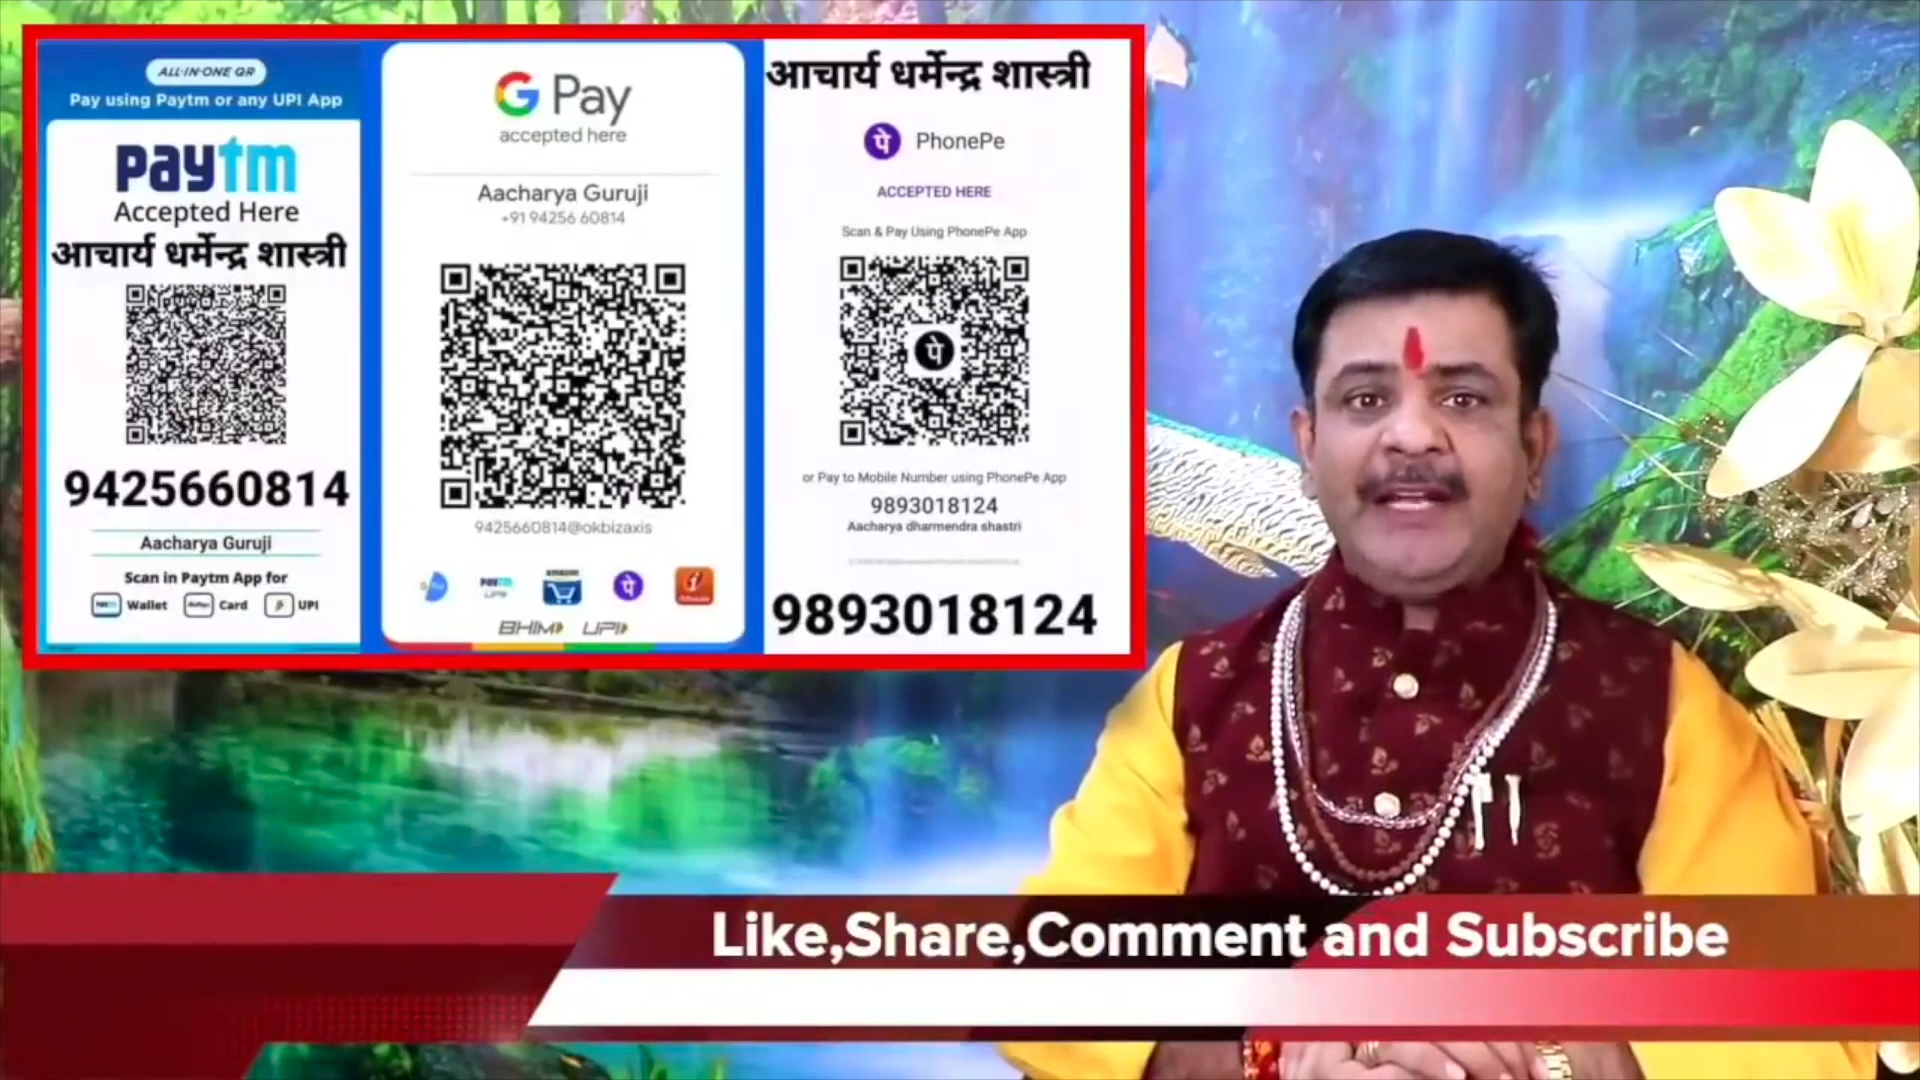 ALL-IN-ONE QR
Pay using Paytm or any UPI App
paytm
Accepted Here
आचार्य धर्मेन्द्र शास्त्री
9425660814
Aacharya Guruji
Scan in Paytm App for
Wallet Card UPI
G Pay
accepted here
Aacharya Guruji
+91 94256 60814
9425660814@okbizaxis
BHIM UPI
आचार्य धर्मेन्द्र शास्त्री
पे PhonePe
ACCEPTED HERE
Scan & Pay Using PhonePe App
पे
or Pay to Mobile Number using PhonePe App
9893018124
Aacharya dharmendra shastri
9893018124
Like,Share,Comment and Subscribe